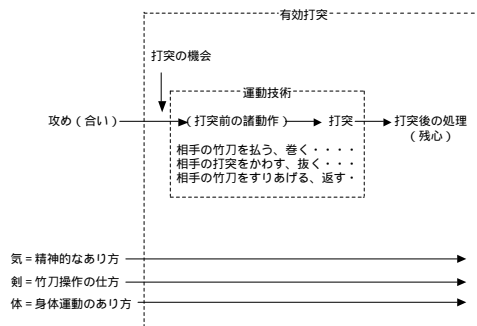 有効打突
打突の機会
運動技術
攻め(合い)
(打突前の諸動作)
打突
打突後の処理
(残心)
相手の竹刀を払う、巻く・・・・
相手の打突をかわす、抜く・・・
相手の竹刀をすりあげる、返す・
気=精神的なあり方
剣=竹刀操作の仕方
体=身体運動のあり方